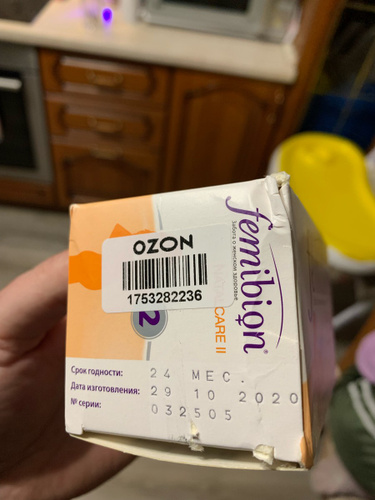 femibion®
Забота о женском здоровье
CARE II
2
OZON
1753282236
Срок годности: 24 МЕС.
Дата изготовления: 29 10 2020
№ серии: 032505